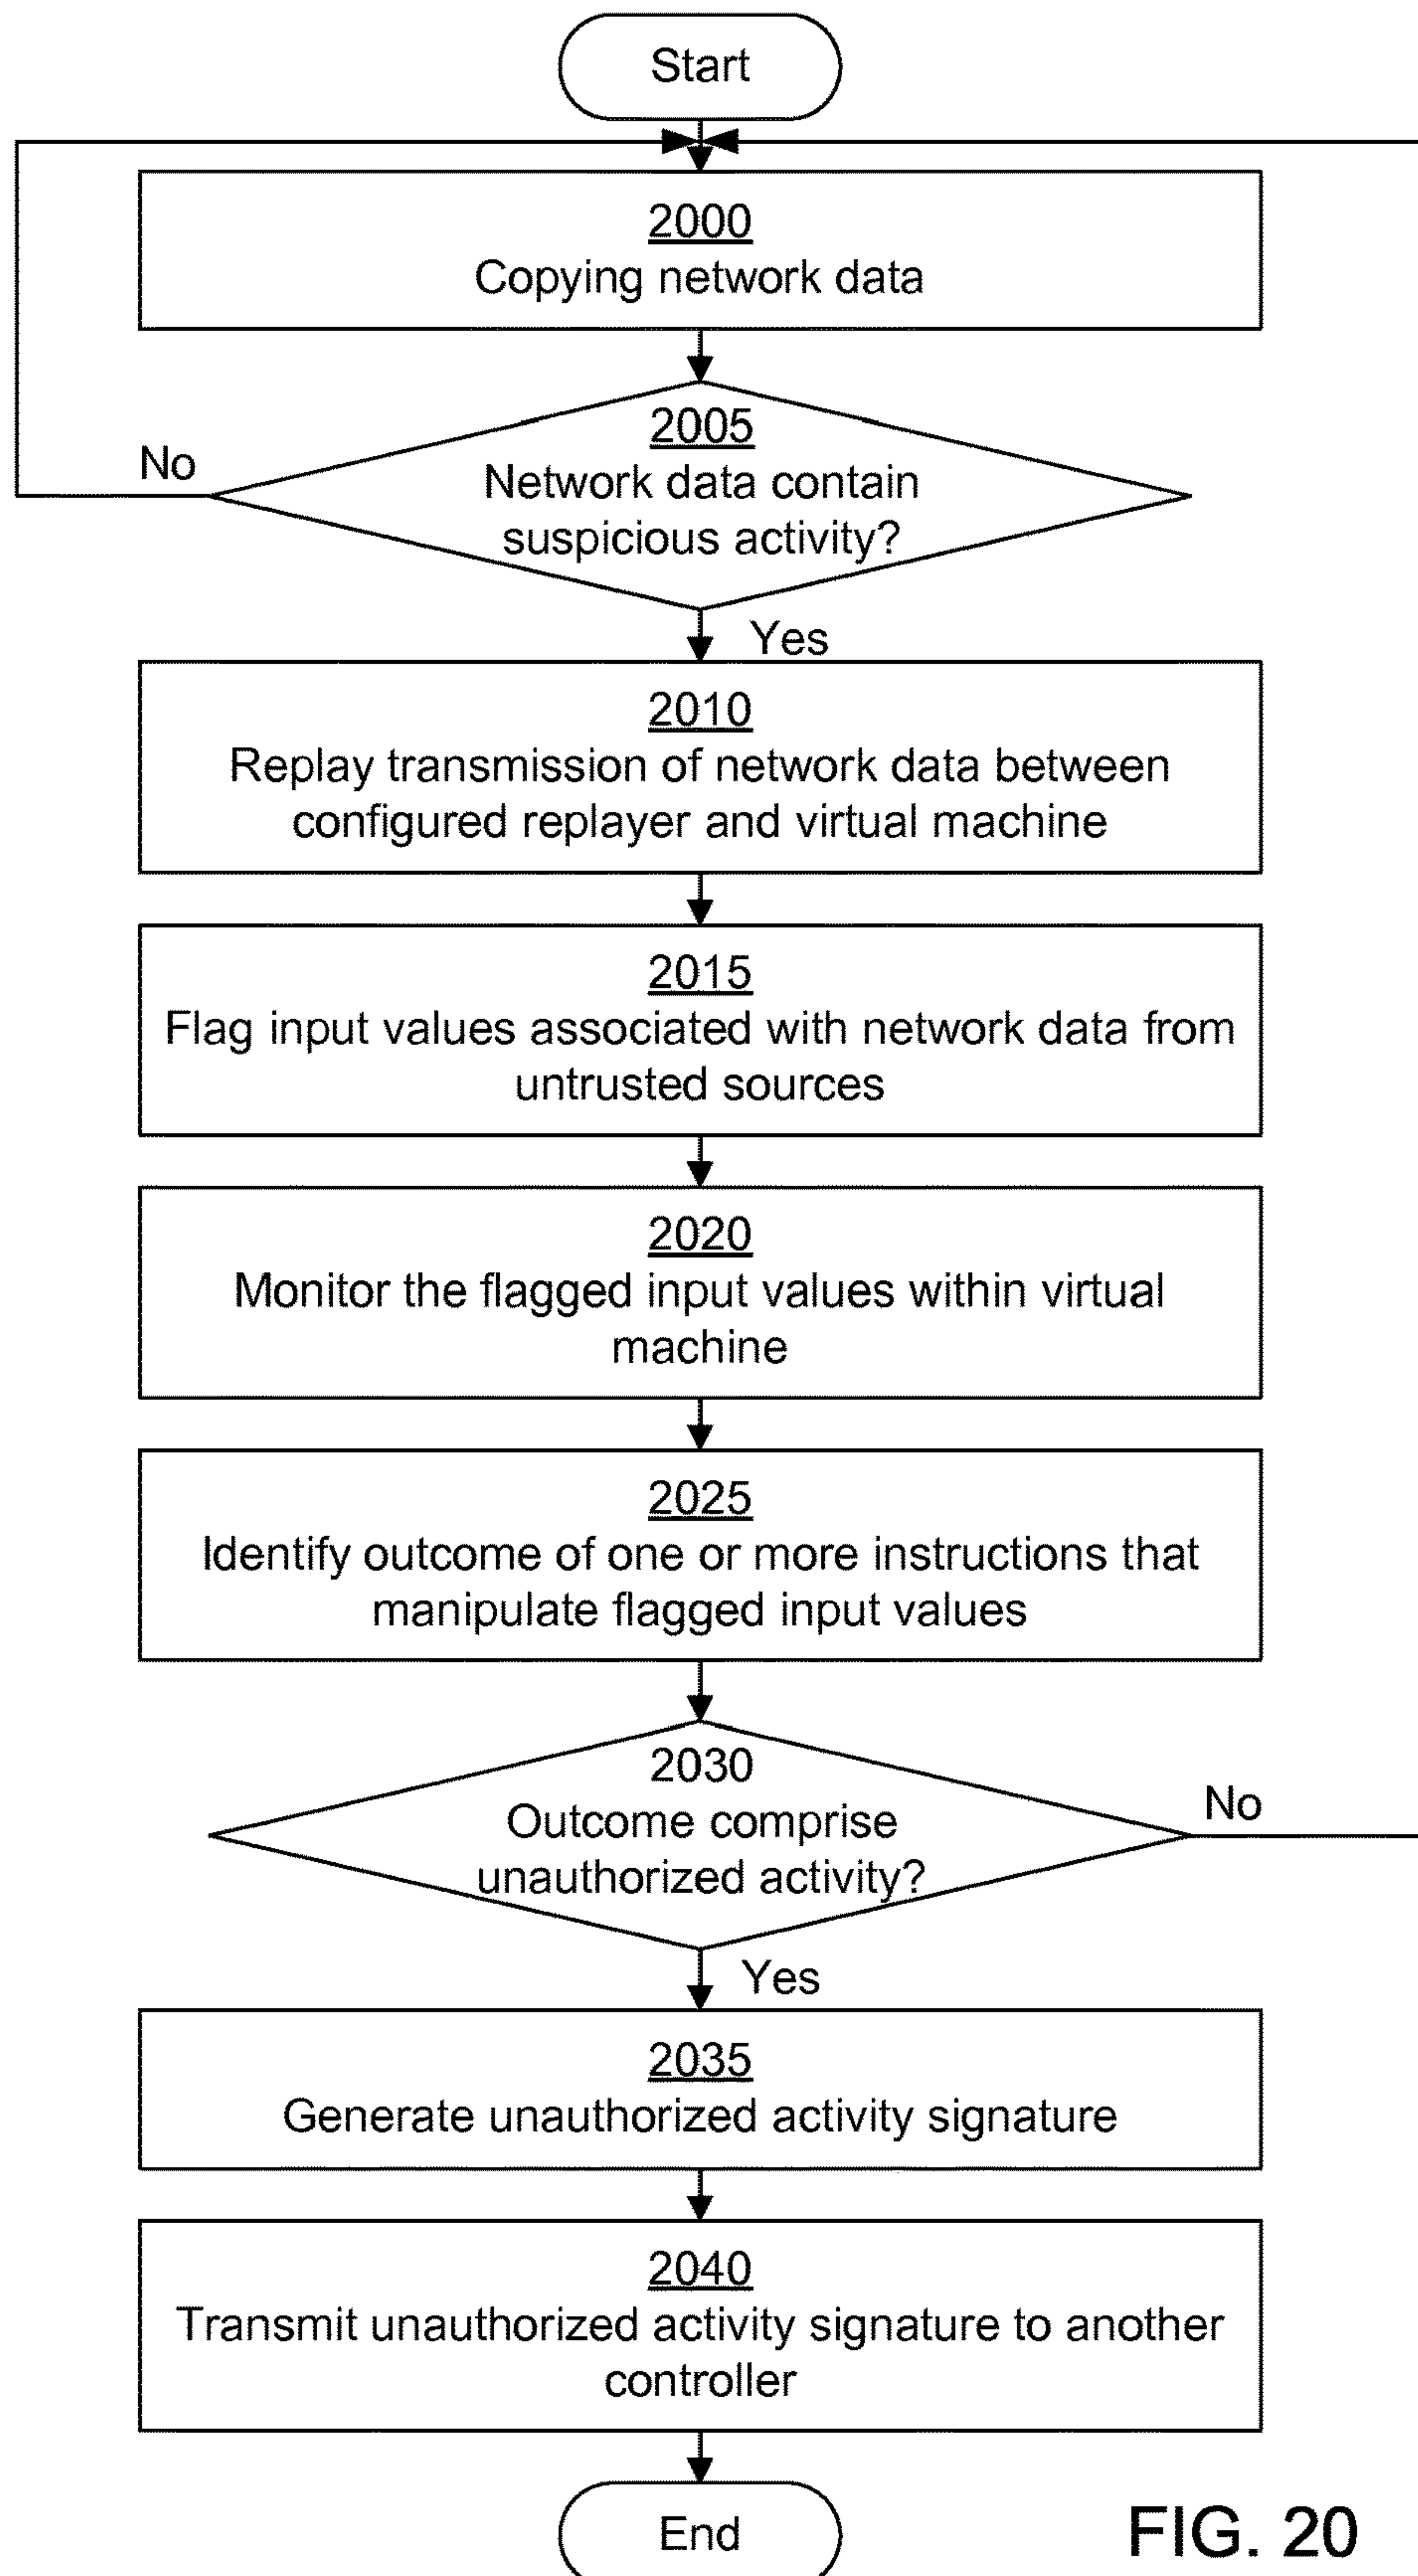 Start
2000
Copying network data
2005
Network data contain
suspicious activity?
No
Yes
2010
Replay transmission of network data between
configured replayer and virtual machine
2015
Flag input values associated with network data from
untrusted sources
2020
Monitor the flagged input values within virtual
machine
2025
Identify outcome of one or more instructions that
manipulate flagged input values
2030
Outcome comprise
unauthorized activity?
No
Yes
2035
Generate unauthorized activity signature
2040
Transmit unauthorized activity signature to another
controller
End
FIG. 20